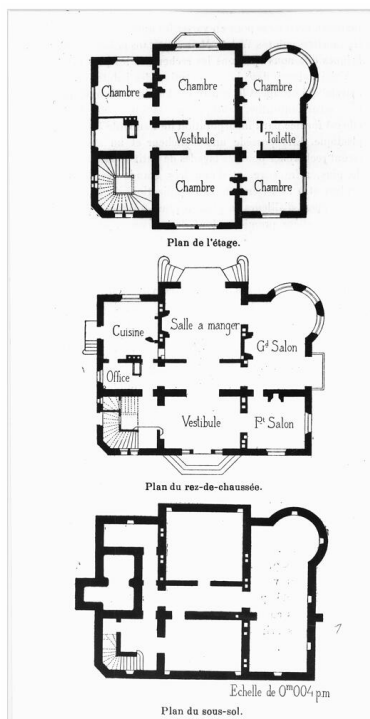 Chambre
Chambre
Chambre
Vestibule
Toilette
Chambre
Chambre
Plan de l'étage.
Cuisine
Salle a manger
Gd Salon
Office
Vestibule
Pt Salon
Plan du rez-de-chaussée.
Echelle de 0m004 p.m
Plan du sous-sol.